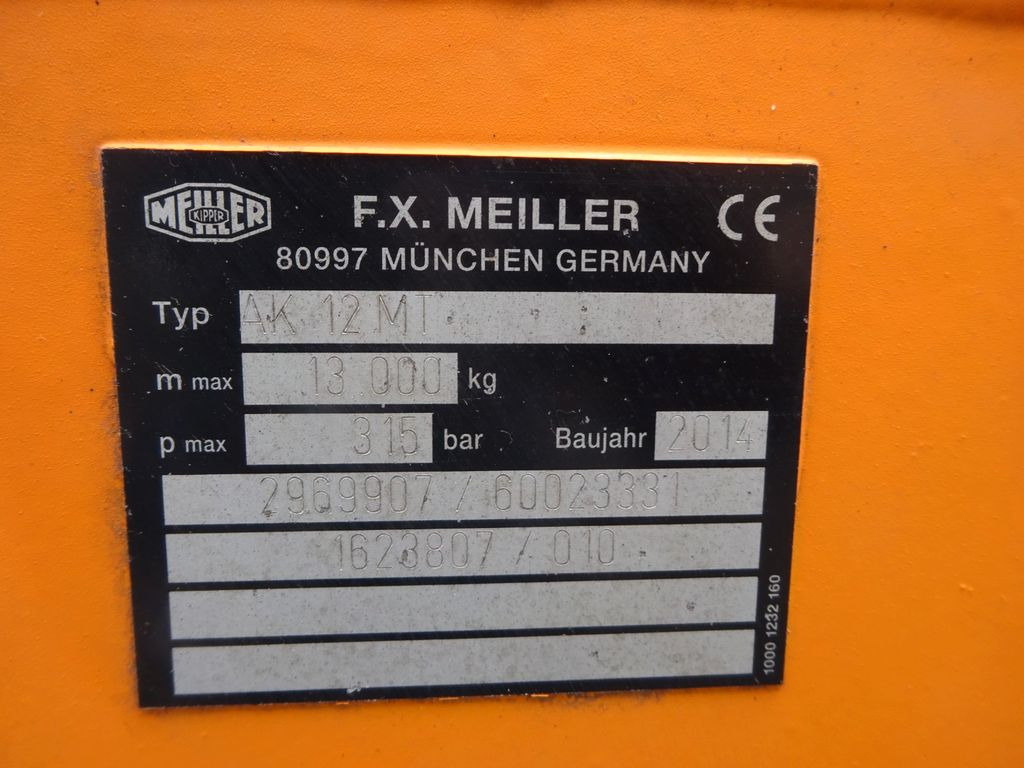 MEILLER
KIPPER
F.X. MEILLER CE
80997 MÜNCHEN GERMANY
Typ AK 12 MT
m max 13 000 kg
p max 315 bar Baujahr 2014
2969907 / 60023331
1623807 / 010
1000 1232 160